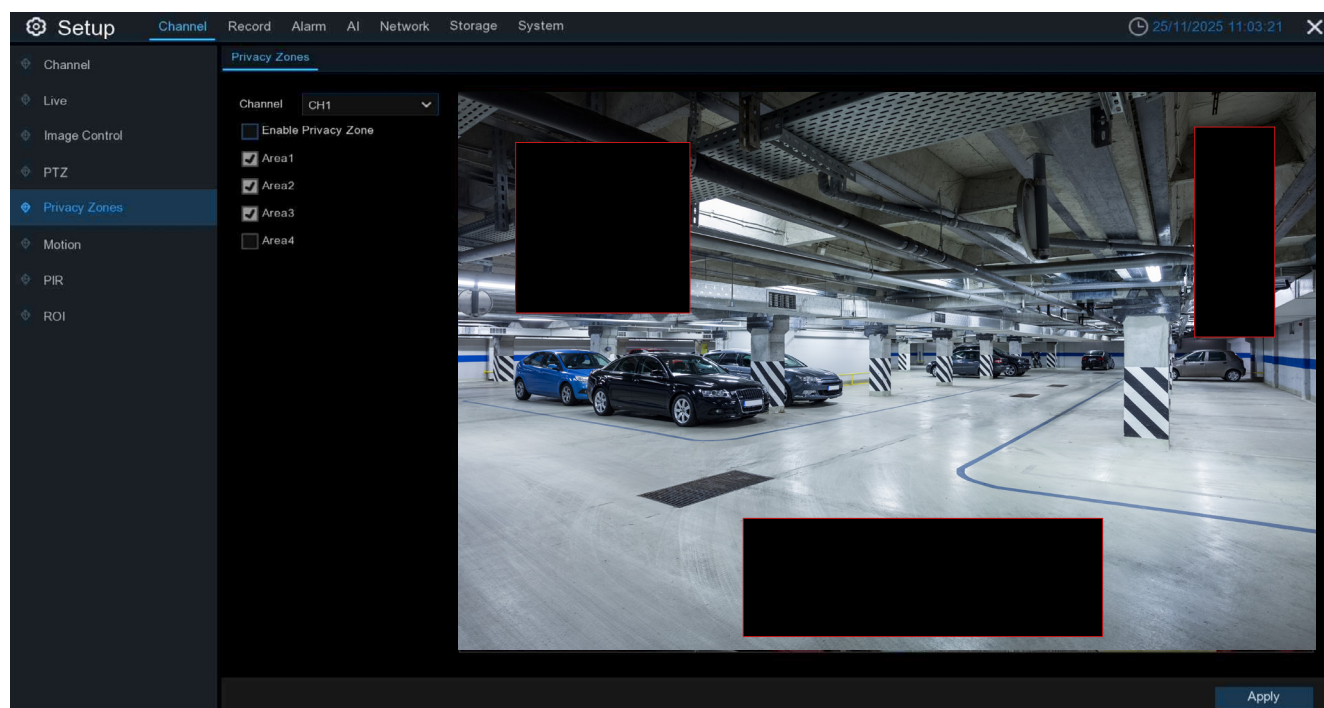 Setup
Channel Record Alarm AI Network Storage System
25/11/2025 11:03:21
Channel
Live
Image Control
PTZ
Privacy Zones
Motion
PIR
ROI
Privacy Zones
Channel CH1
Enable Privacy Zone
Area1
Area2
Area3
Area4
Apply